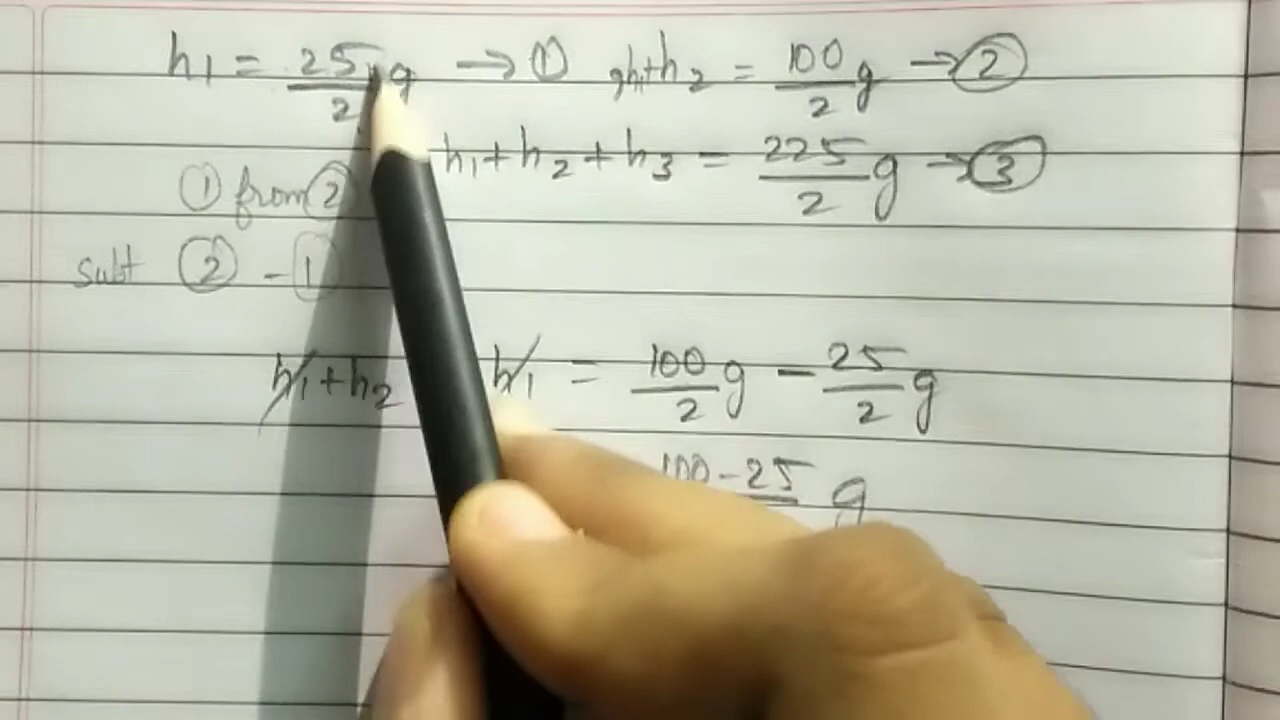 h₁ = 25/2 g → ① gh₁+h₂ = 100/2 g → ②
h₁+h₂+h₃ = 225/2 g → ③
① from ②
Subt ② - ①
h₁+h₂ h₁ = 100/2 g - 25/2 g
100-25 g